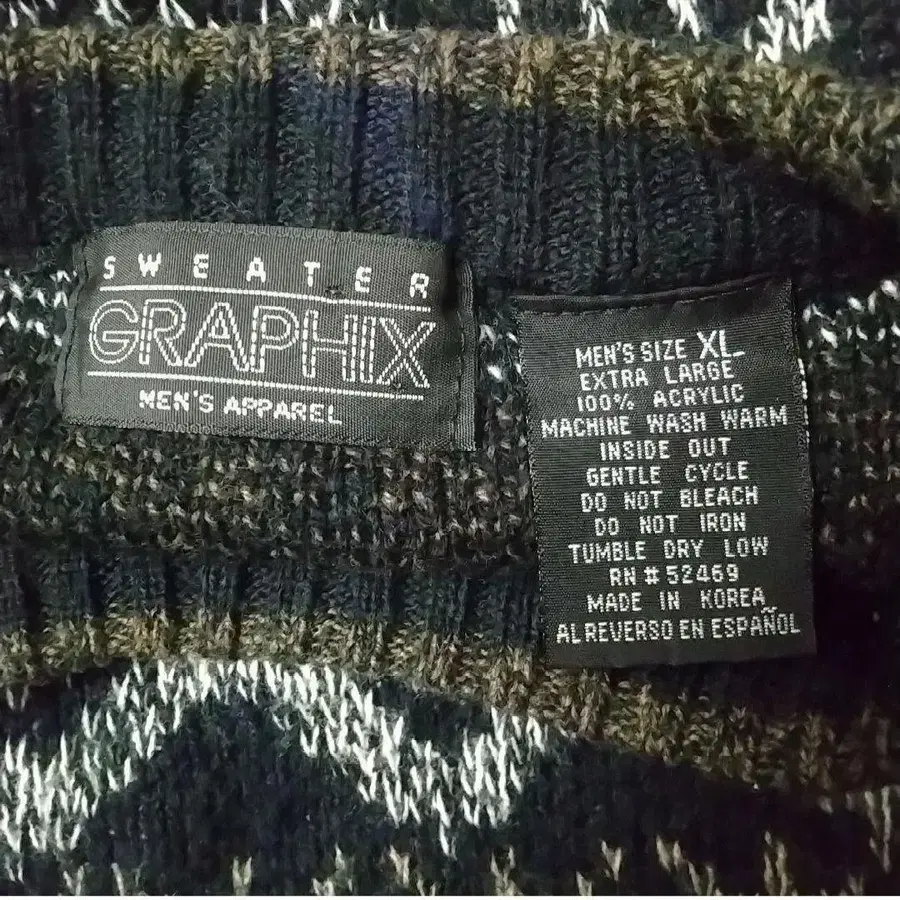 SWEATER
GRAPHIX
MEN'S APPAREL
MEN'S SIZE XL
EXTRA LARGE
100% ACRYLIC
MACHINE WASH WARM
INSIDE OUT
GENTLE CYCLE
DO NOT BLEACH
DO NOT IRON
TUMBLE DRY LOW
RN # 52469
MADE IN KOREA
AL REVERSO EN ESPAÑOL